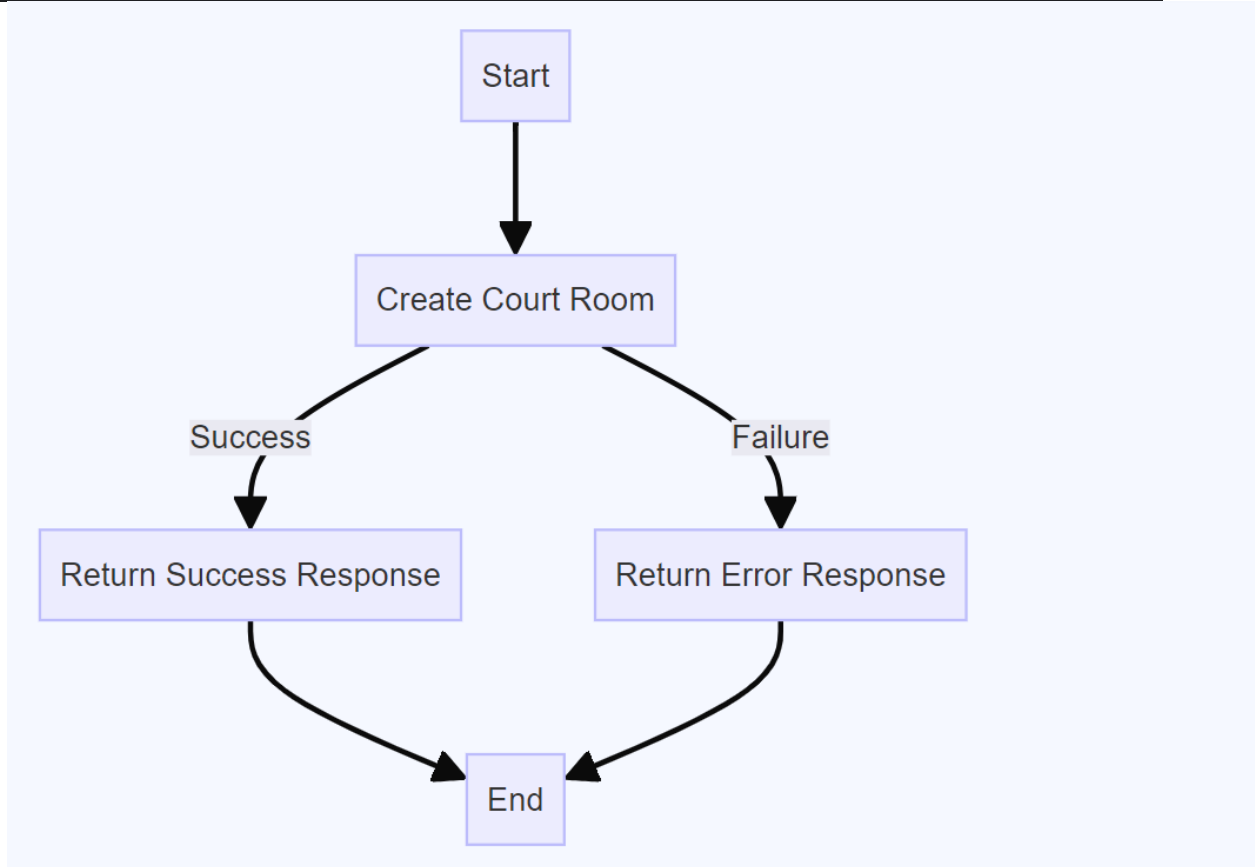 Start
Create Court Room
Success
Failure
Return Success Response
Return Error Response
End